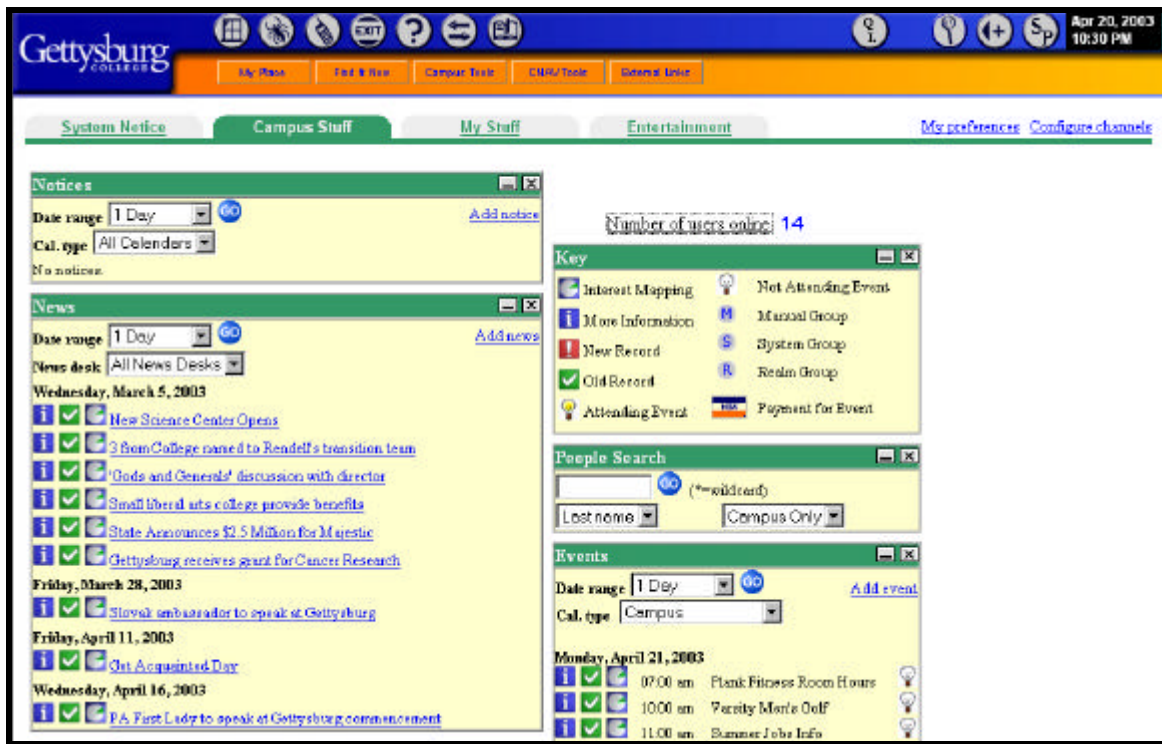 Gettysburg
COLLEGE
EXIT
Apr 20, 2003
10:30 PM
My Place Find It Now Campus Tools CNAV Tools External Links
System Notice Campus Stuff My Stuff Entertainment My preferences Configure channels
Notices
Date range 1 Day GO Add notice
Cal. type All Calendars
No notices.
News
Date range 1 Day GO Add news
News desk All News Desks
Wednesday, March 5, 2003
New Science Center Opens
3 from College named to Rendell's transition team
'Gods and Generals' discussion with director
Small liberal arts college provide benefits
State Announces $2.5 Million for Majestic
Gettysburg receives grant for Cancer Research
Friday, March 28, 2003
Slovak ambassador to speak at Gettysburg
Friday, April 11, 2003
Get Acquainted Day
Wednesday, April 16, 2003
PA First Lady to speak at Gettysburg commencement
Number of users online: 14
Key
Interest Mapping Not Attending Event
More Information M Manual Group
New Record S System Group
Old Record R Realm Group
Attending Event VISA Payment for Event
People Search
GO (*=wildcard)
Last name Campus Only
Events
Date range 1 Day GO Add event
Cal. type Campus
Monday, April 21, 2003
07:00 am Plank Fitness Room Hours
10:00 am Varsity Men's Golf
11:00 am Summer Jobs Info